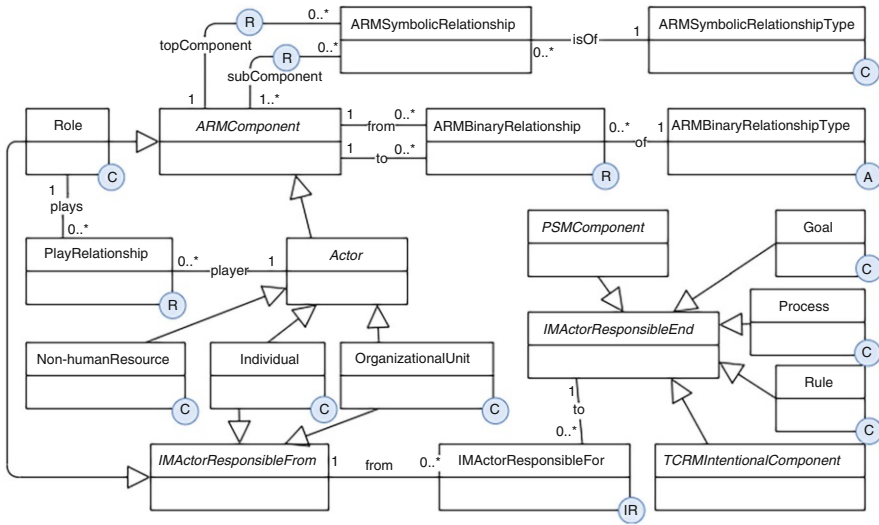 ARMSymbolicRelationship
ARMSymbolicRelationshipType
R
0..*
topComponent
R
0..*
subComponent
0..*
isOf
1
C
1
1..*
Role
ARMComponent
1
from
0..*
ARMBinaryRelationship
0..*
of
1
ARMBinaryRelationshipType
1
to
0..*
C
R
A
1
plays
0..*
PlayRelationship
0..*
player
1
Actor
R
PSMComponent
Goal
C
IMActorResponsibleEnd
Process
C
Non-humanResource
Individual
OrganizationalUnit
C
C
C
Rule
C
1
to
0..*
IMActorResponsibleFrom
1
from
0..*
IMActorResponsibleFor
IR
TCRMIntentionalComponent